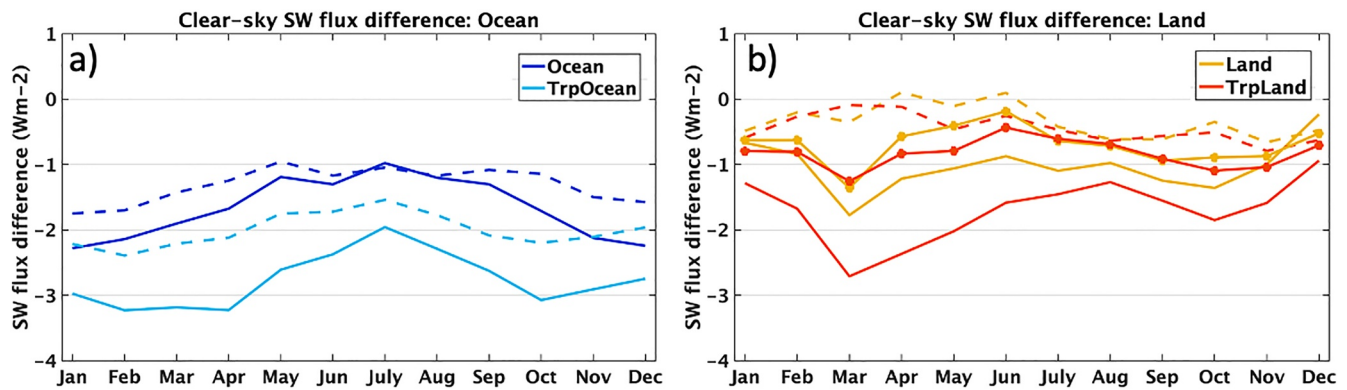 Clear-sky SW flux difference: Ocean
a)
Ocean
TrpOcean
SW flux difference (Wm-2)
1
0
-1
-2
-3
-4
Jan Feb Mar Apr May Jun July Aug Sep Oct Nov Dec
Clear-sky SW flux difference: Land
b)
Land
TrpLand
SW flux difference (Wm-2)
1
0
-1
-2
-3
-4
Jan Feb Mar Apr May Jun July Aug Sep Oct Nov Dec